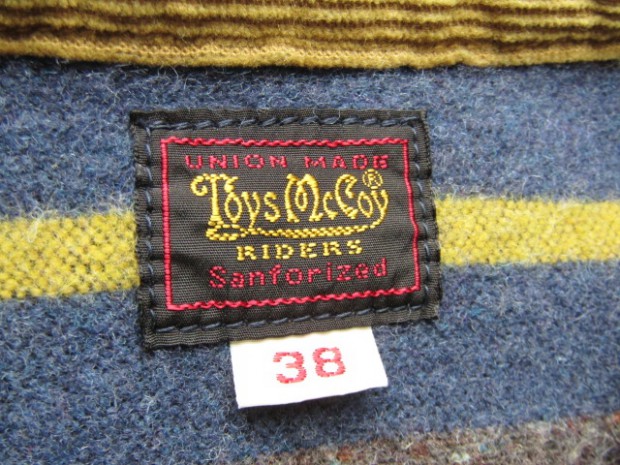 UNION MADE
Toys McCoy®
RIDERS
Sanforized
38